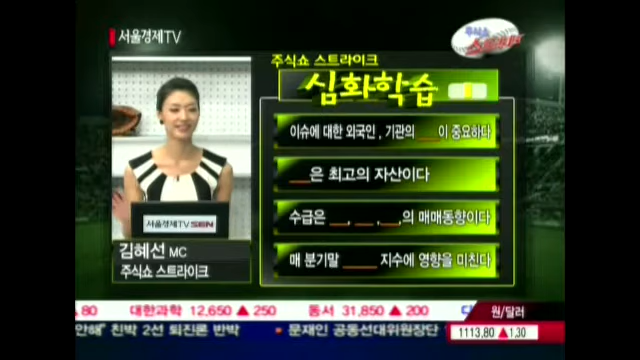 서울경제TV
주식쇼
스트라이크
주식쇼 스트라이크
심화학습
이슈에 대한 외국인, 기관의 ___이 중요하다
___은 최고의 자산이다
수급은 __, __, __,의 매매동향이다
매 분기말 ____ 지수에 영향을 미친다
서울경제TV SEN
김혜선 MC
주식쇼 스트라이크
80 대한과학 12,650 ▲ 250 동서 31,850 ▲ 200
원/달러
안해" 친박 2선 퇴진론 반박 • 문재인 공동선대위원장단
1113.80 ▲1.30